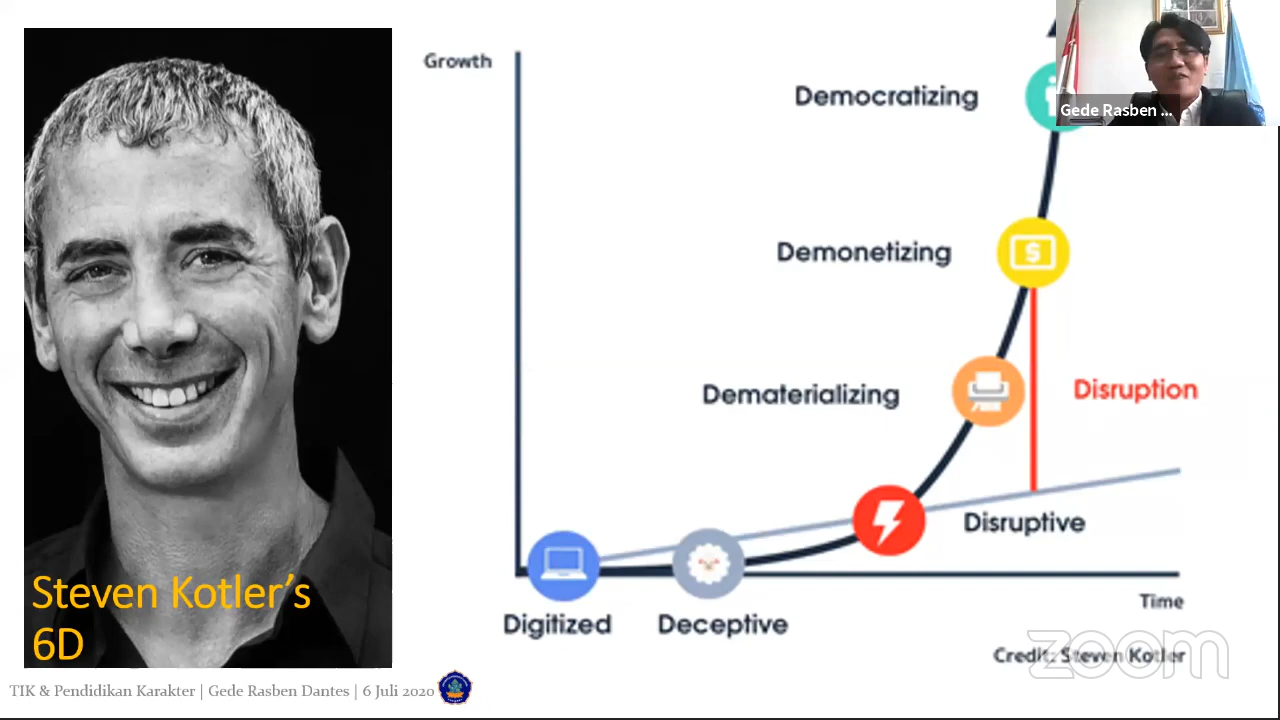 Growth
Democratizing
Gede Rasben ...
Demonetizing
$
Dematerializing
Disruption
Disruptive
Steven Kotler's
6D
Time
Digitized
Deceptive
Credit: Steven Kotler
zoom
TIK & Pendidikan Karakter | Gede Rasben Dantes | 6 Juli 2020